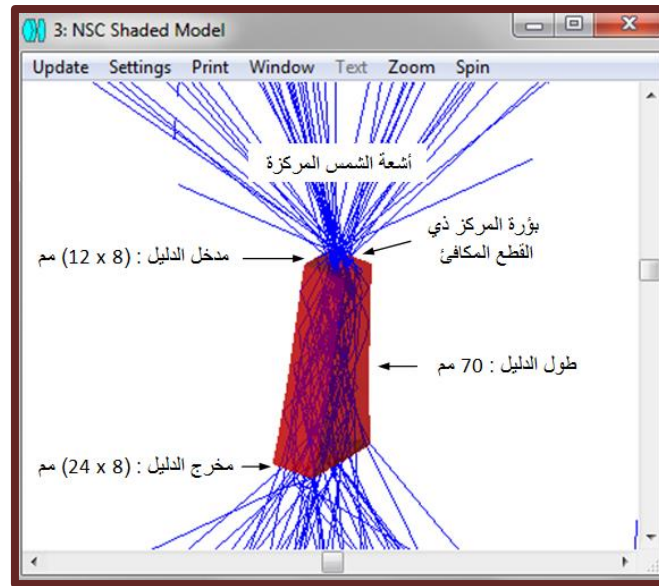 3: NSC Shaded Model
Update Settings Print Window Text Zoom Spin
أشعة الشمس المركزة
بؤرة المركز ذي
القطع المكافئ
مدخل الدليل : (8 x 12) مم
طول الدليل : 70 مم
مخرج الدليل : (8 x 24) مم